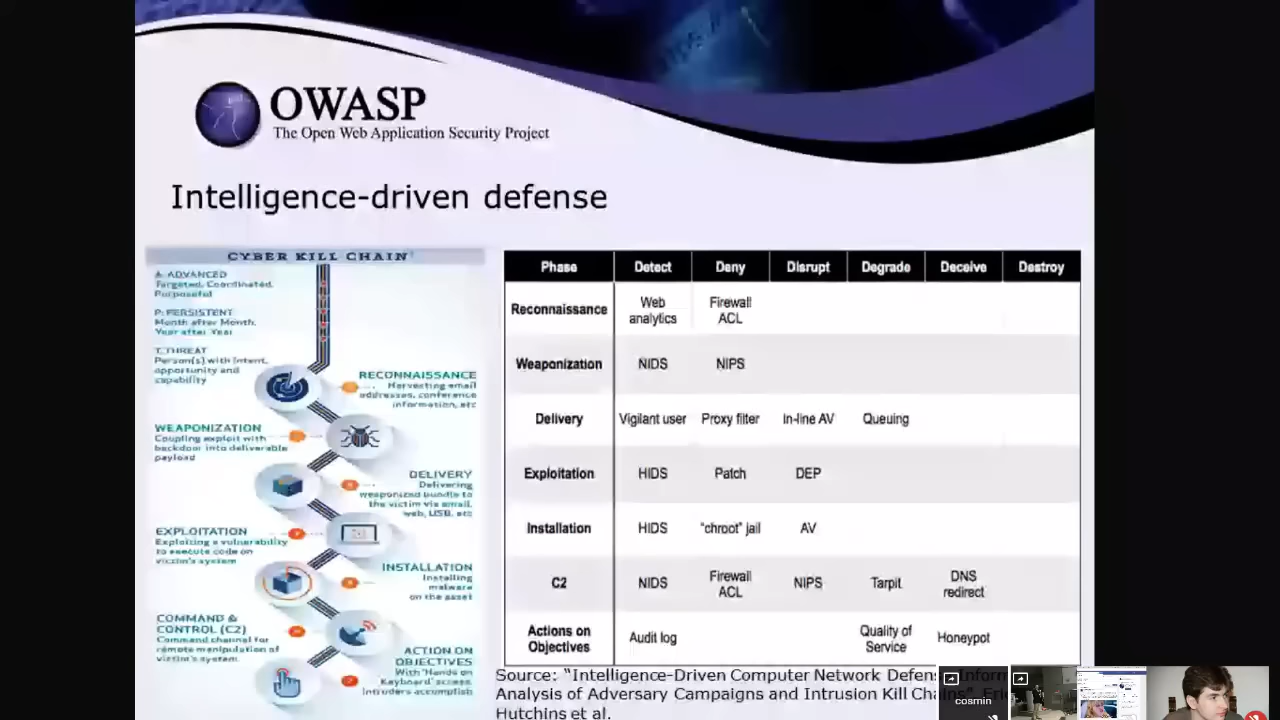 OWASP
The Open Web Application Security Project
Intelligence-driven defense
CYBER KILL CHAIN
A: ADVANCED
Targeted, Coordinated,
Purposeful
P: PERSISTENT
Month after Month,
Year after Year
T: THREAT
Person(s) with intent,
opportunity and
capability
RECONNAISSANCE
Harvesting email
addresses, conference
information, etc
WEAPONIZATION
Coupling exploit with
backdoor into deliverable
payload
DELIVERY
Delivering
weaponized bundle to
the victim via email,
web, USB, etc
EXPLOITATION
Exploiting a vulnerability
to execute code on
victim's system
INSTALLATION
Installing
malware
on the asset
COMMAND &
CONTROL (C2)
Command channel for
remote manipulation of
victim's system
ACTION ON
OBJECTIVES
With 'Hands on
Keyboard' access,
intruders accomplish
Phase Detect Deny Disrupt Degrade Deceive Destroy
Reconnaissance Web analytics Firewall ACL
Weaponization NIDS NIPS
Delivery Vigilant user Proxy filter In-line AV Queuing
Exploitation HIDS Patch DEP
Installation HIDS "chroot" jail AV
C2 NIDS Firewall ACL NIPS Tarpit DNS redirect
Actions on Objectives Audit log Quality of Service Honeypot
Source: "Intelligence-Driven Computer Network Defens Inform
Analysis of Adversary Campaigns and Intrusion Kill Chains", Eric
Hutchins et al.
cosmin